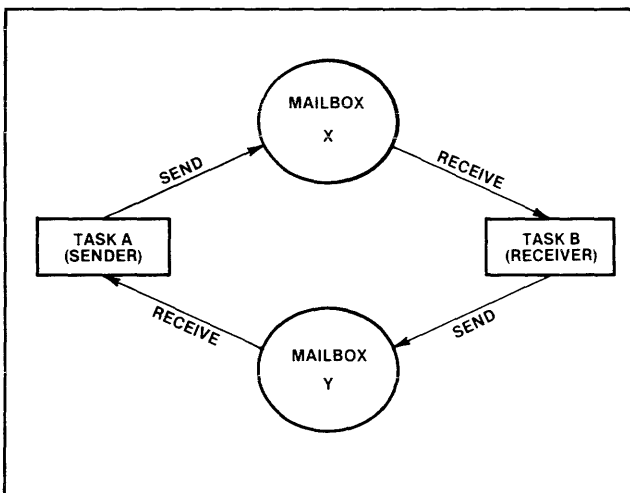 MAILBOX
X
SEND
RECEIVE
TASK A
(SENDER)
TASK B
(RECEIVER)
RECEIVE
SEND
MAILBOX
Y